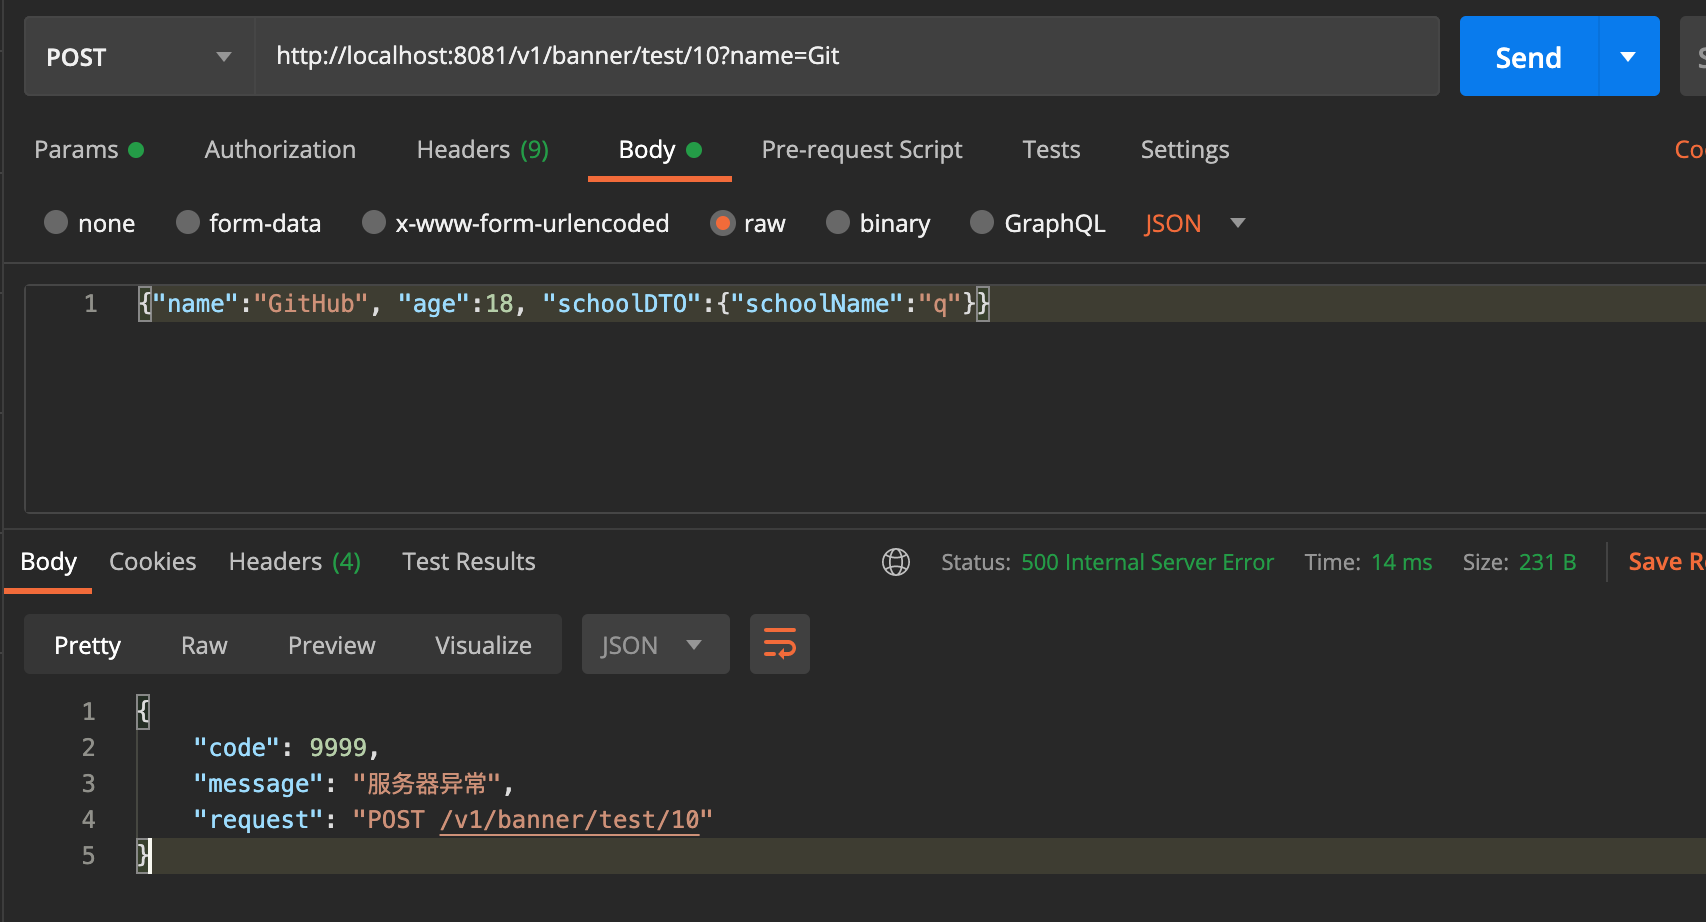 POST http://localhost:8081/v1/banner/test/10?name=Git Send
Params Authorization Headers (9) Body Pre-request Script Tests Settings
none form-data x-www-form-urlencoded raw binary GraphQL JSON
1 {"name":"GitHub", "age":18, "schoolDTO":{"schoolName":"q"}}
Body Cookies Headers (4) Test Results Status: 500 Internal Server Error Time: 14 ms Size: 231 B Save
Pretty Raw Preview Visualize JSON
1 {
2 "code": 9999,
3 "message": "服务器异常",
4 "request": "POST /v1/banner/test/10"
5 }